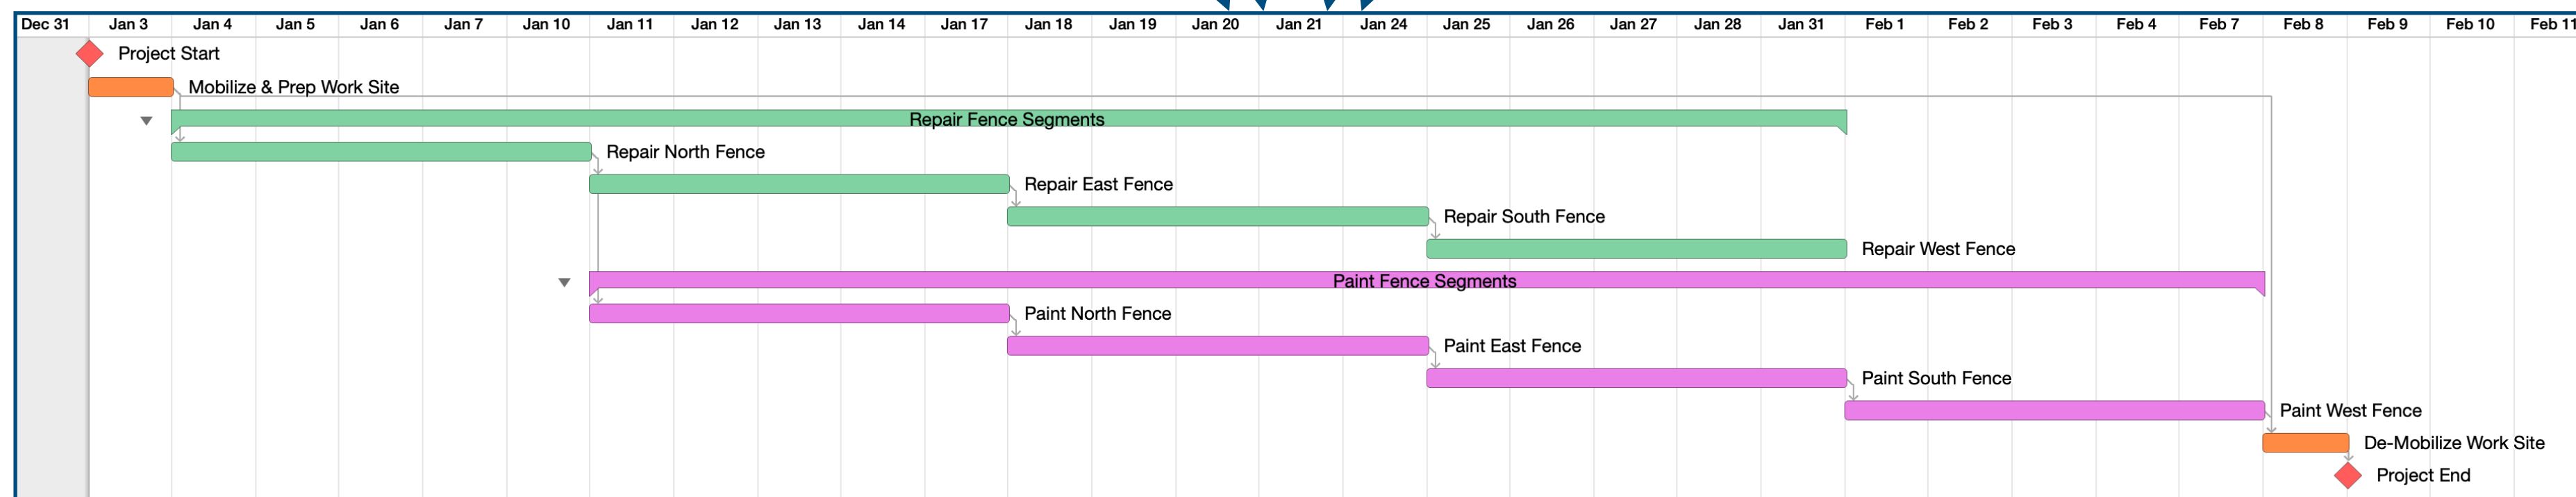 Dec 31 Jan 3 Jan 4 Jan 5 Jan 6 Jan 7 Jan 10 Jan 11 Jan 12 Jan 13 Jan 14 Jan 17 Jan 18 Jan 19 Jan 20 Jan 21 Jan 24 Jan 25 Jan 26 Jan 27 Jan 28 Jan 31 Feb 1 Feb 2 Feb 3 Feb 4 Feb 7 Feb 8 Feb 9 Feb 10 Feb 11
Project Start
Mobilize & Prep Work Site
Repair Fence Segments
Repair North Fence
Repair East Fence
Repair South Fence
Repair West Fence
Paint Fence Segments
Paint North Fence
Paint East Fence
Paint South Fence
Paint West Fence
De-Mobilize Work Site
Project End